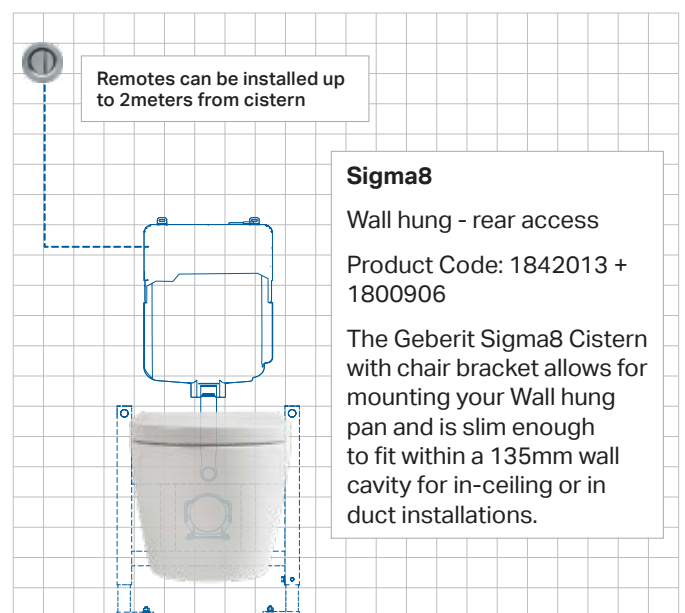 Remotes can be installed up
to 2meters from cistern
Sigma8
Wall hung - rear access
Product Code: 1842013 +
1800906
The Geberit Sigma8 Cistern
with chair bracket allows for
mounting your Wall hung
pan and is slim enough
to fit within a 135mm wall
cavity for in-ceiling or in
duct installations.